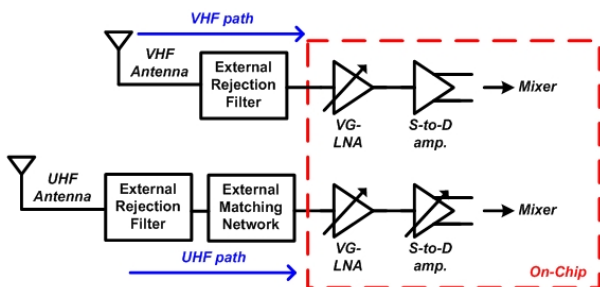 VHF path
VHF
Antenna
External
Rejection
Filter
VG-
LNA
S-to-D
amp.
Mixer
UHF
Antenna
External
Rejection
Filter
External
Matching
Network
VG-
LNA
S-to-D
amp.
Mixer
UHF path
On-Chip